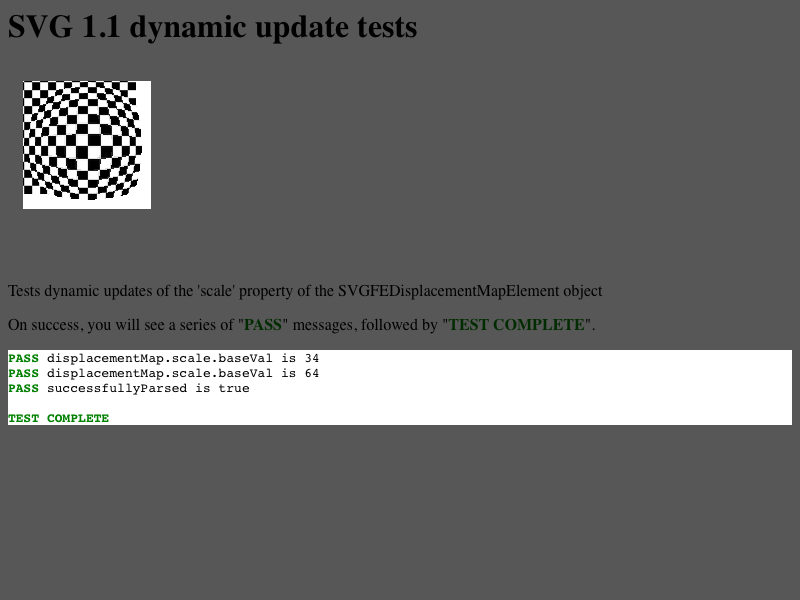 SVG 1.1 dynamic update tests
Tests dynamic updates of the 'scale' property of the SVGFEDisplacementMapElement object
On success, you will see a series of "PASS" messages, followed by "TEST COMPLETE".
PASS displacementMap.scale.baseVal is 34
PASS displacementMap.scale.baseVal is 64
PASS successfullyParsed is true
TEST COMPLETE